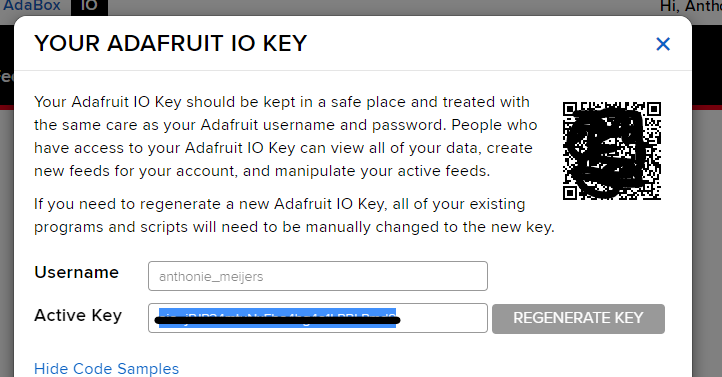 AdaBox IO Hi, Antho
YOUR ADAFRUIT IO KEY
Your Adafruit IO Key should be kept in a safe place and treated with
the same care as your Adafruit username and password. People who
have access to your Adafruit IO Key can view all of your data, create
new feeds for your account, and manipulate your active feeds.
If you need to regenerate a new Adafruit IO Key, all of your existing
programs and scripts will need to be manually changed to the new key.
Username anthonie_meijers
Active Key REGENERATE KEY
Hide Code Samples